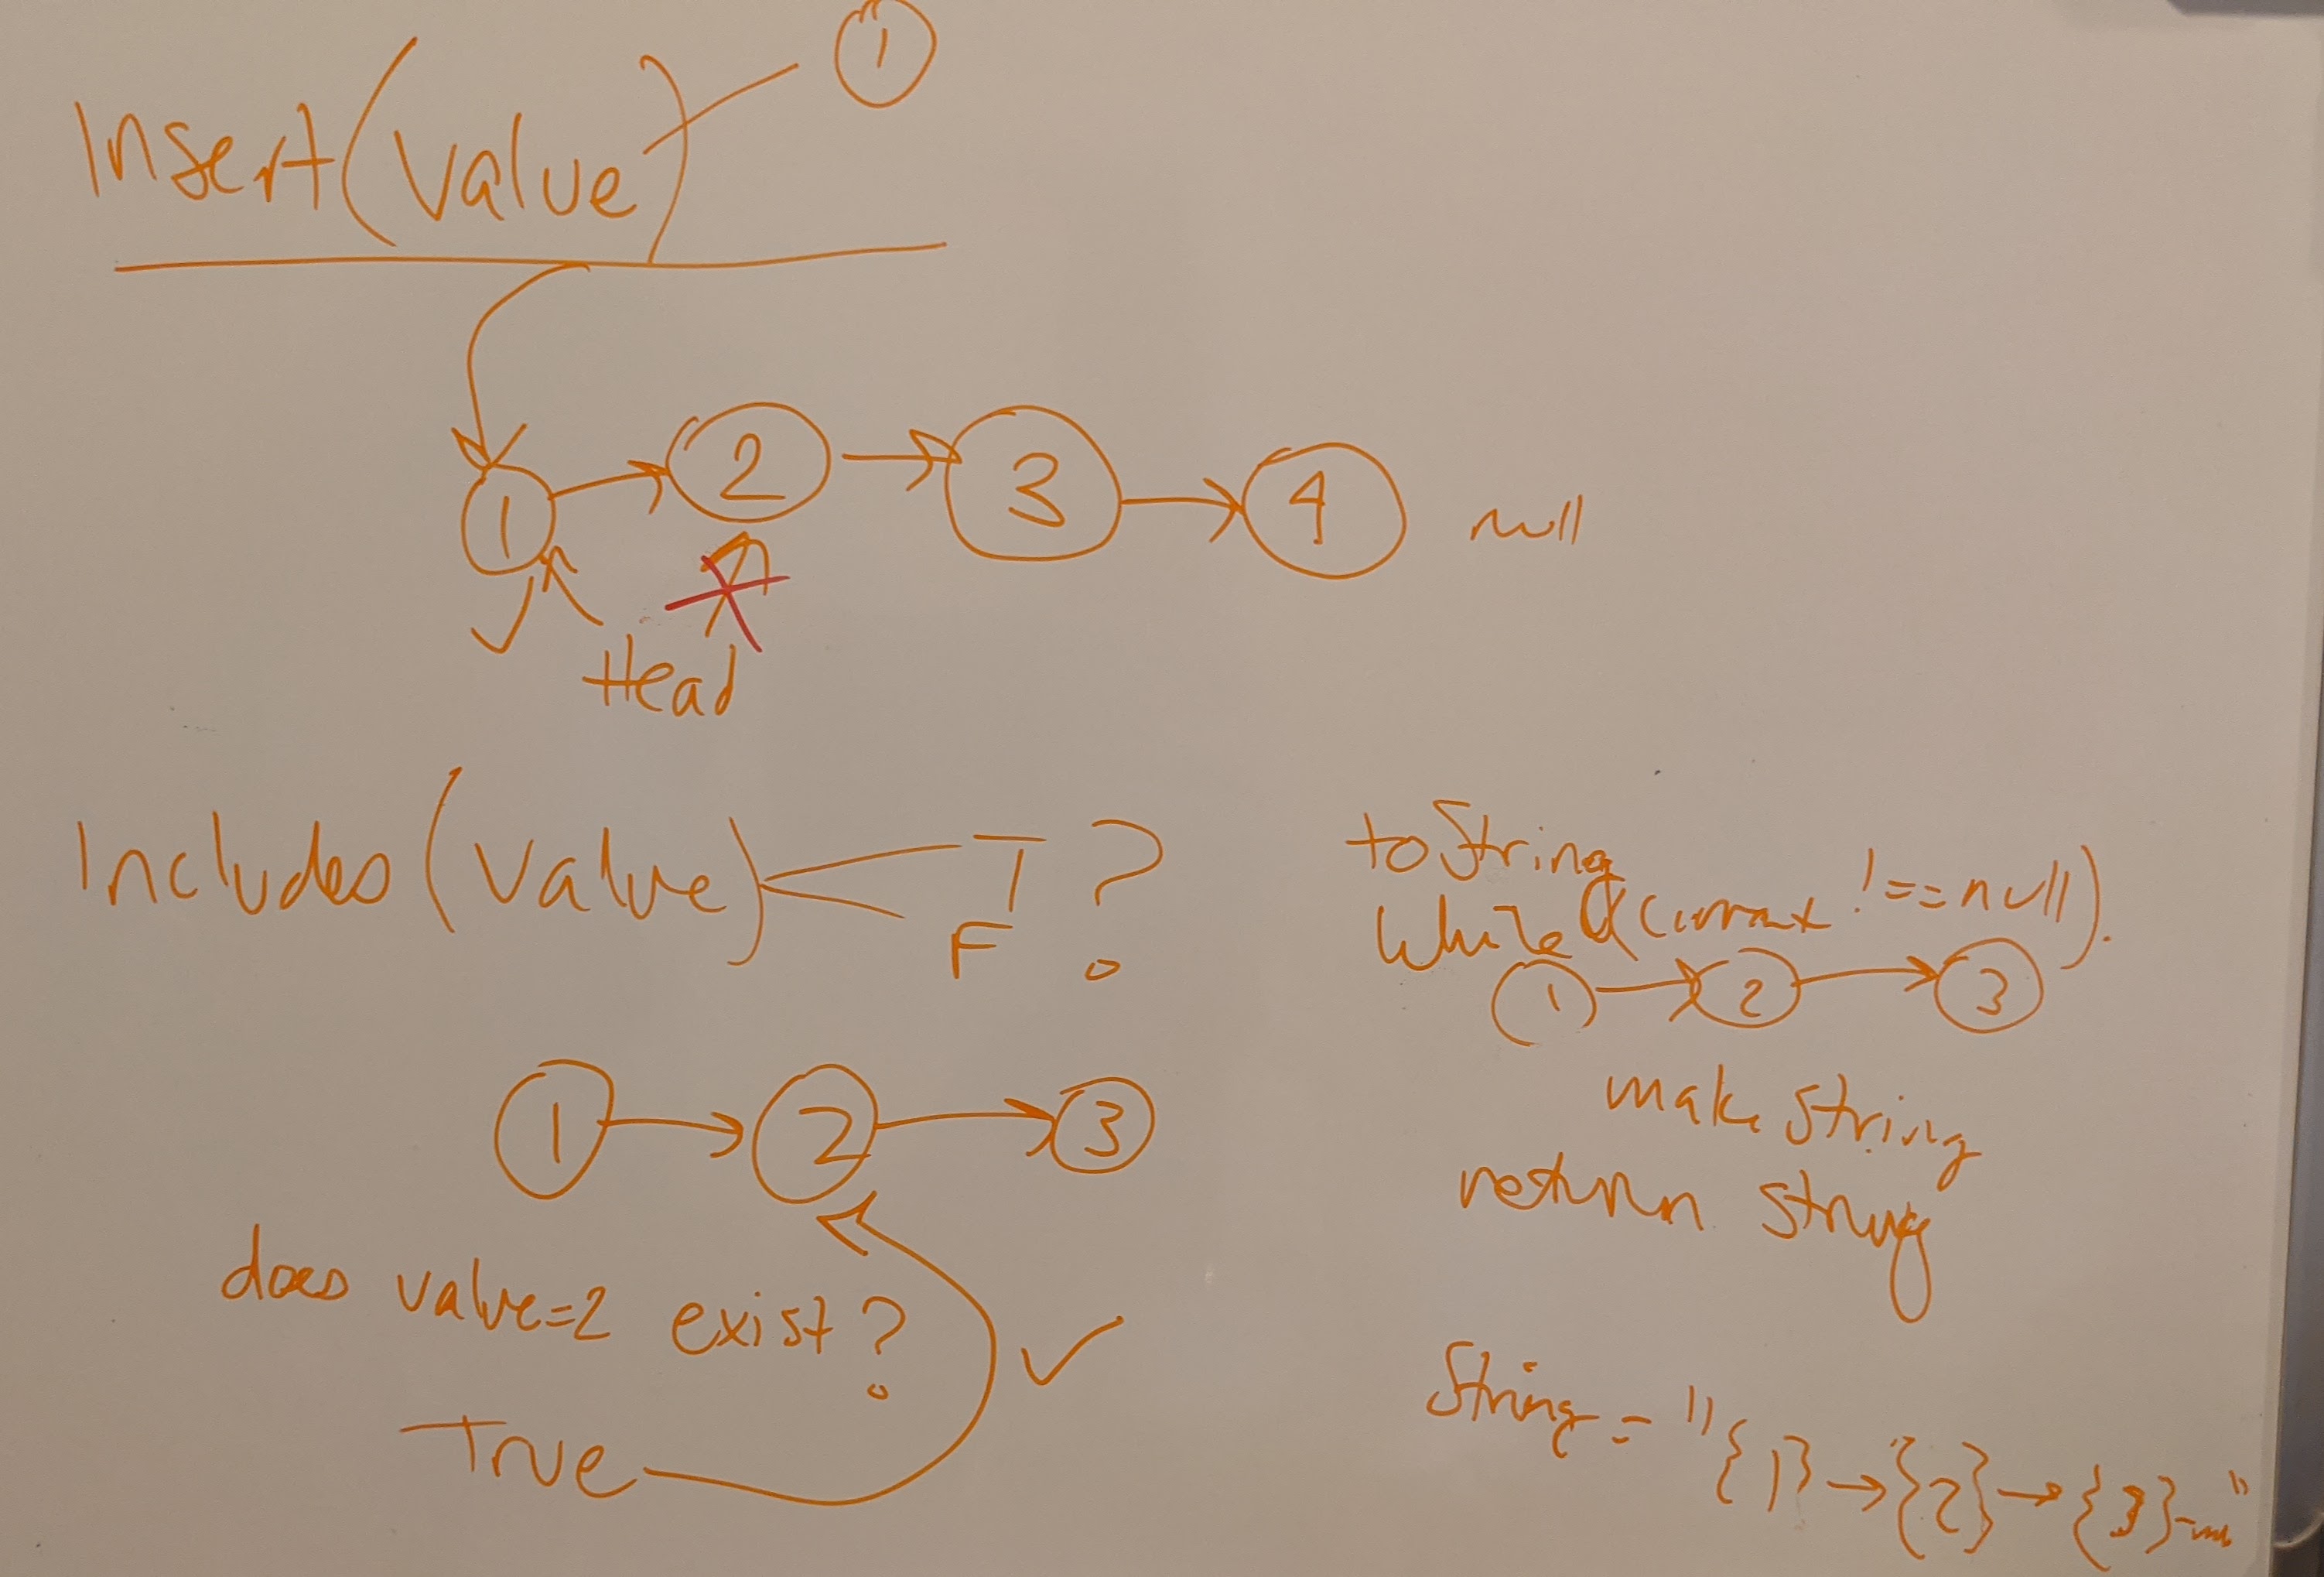 Insert(value) 1
1 2 3 4 null
Head
Includes(value) T ?
F
1 2 3
does value=2 exist?
True
toString
While (current !== null).
1 2 3
make string
return string
String = "{1}→{2}→{3}